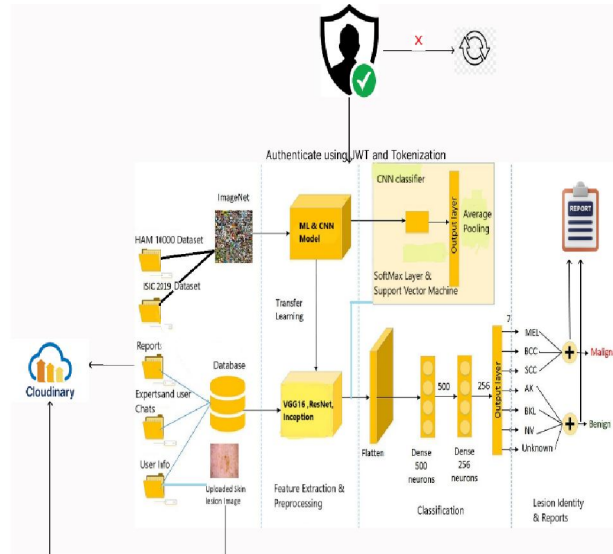 X
Authenticate using JWT and Tokenization
ImageNet
HAM 10000 Dataset
ISIC 2019 Dataset
ML & CNN
Model
CNN classifier
Output layer
Average
Pooling
SoftMax Layer &
Support Vector Machine
REPORT
Transfer
Learning
Cloudinary
Report
Database
Expertsand user
Chats
User Info
Uploaded Skin
lesion Image
VGG16, ResNet,
Inception
Feature Extraction &
Preprocessing
Flatten
500
256
Dense
500
neurons
Dense
256
neurons
Output layer
7
Classification
MEL
BCC
SCC
AK
BKL
NV
Unknown
+
Malign
+
Benign
Lesion Identity
& Reports